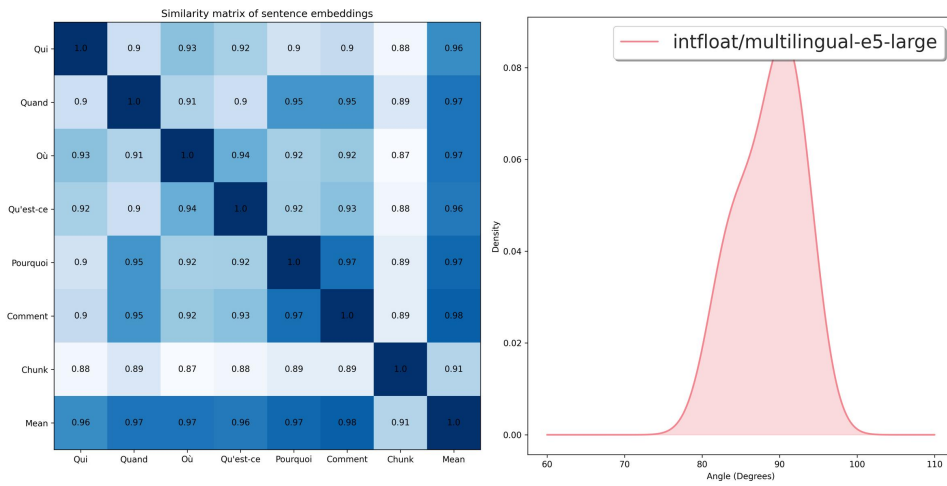 Similarity matrix of sentence embeddings
Qui 1.0 0.9 0.93 0.92 0.9 0.9 0.88 0.96
Quand 0.9 1.0 0.91 0.9 0.95 0.95 0.89 0.97
Où 0.93 0.91 1.0 0.94 0.92 0.92 0.87 0.97
Qu'est-ce 0.92 0.9 0.94 1.0 0.92 0.93 0.88 0.96
Pourquoi 0.9 0.95 0.92 0.92 1.0 0.97 0.89 0.97
Comment 0.9 0.95 0.92 0.93 0.97 1.0 0.89 0.98
Chunk 0.88 0.89 0.87 0.88 0.89 0.89 1.0 0.91
Mean 0.96 0.97 0.97 0.96 0.97 0.98 0.91 1.0
Qui Quand Où Qu'est-ce Pourquoi Comment Chunk Mean
intfloat/multilingual-e5-large
0.08
0.06
0.04
0.02
0.00
Density
60 70 80 90 100 110
Angle (Degrees)